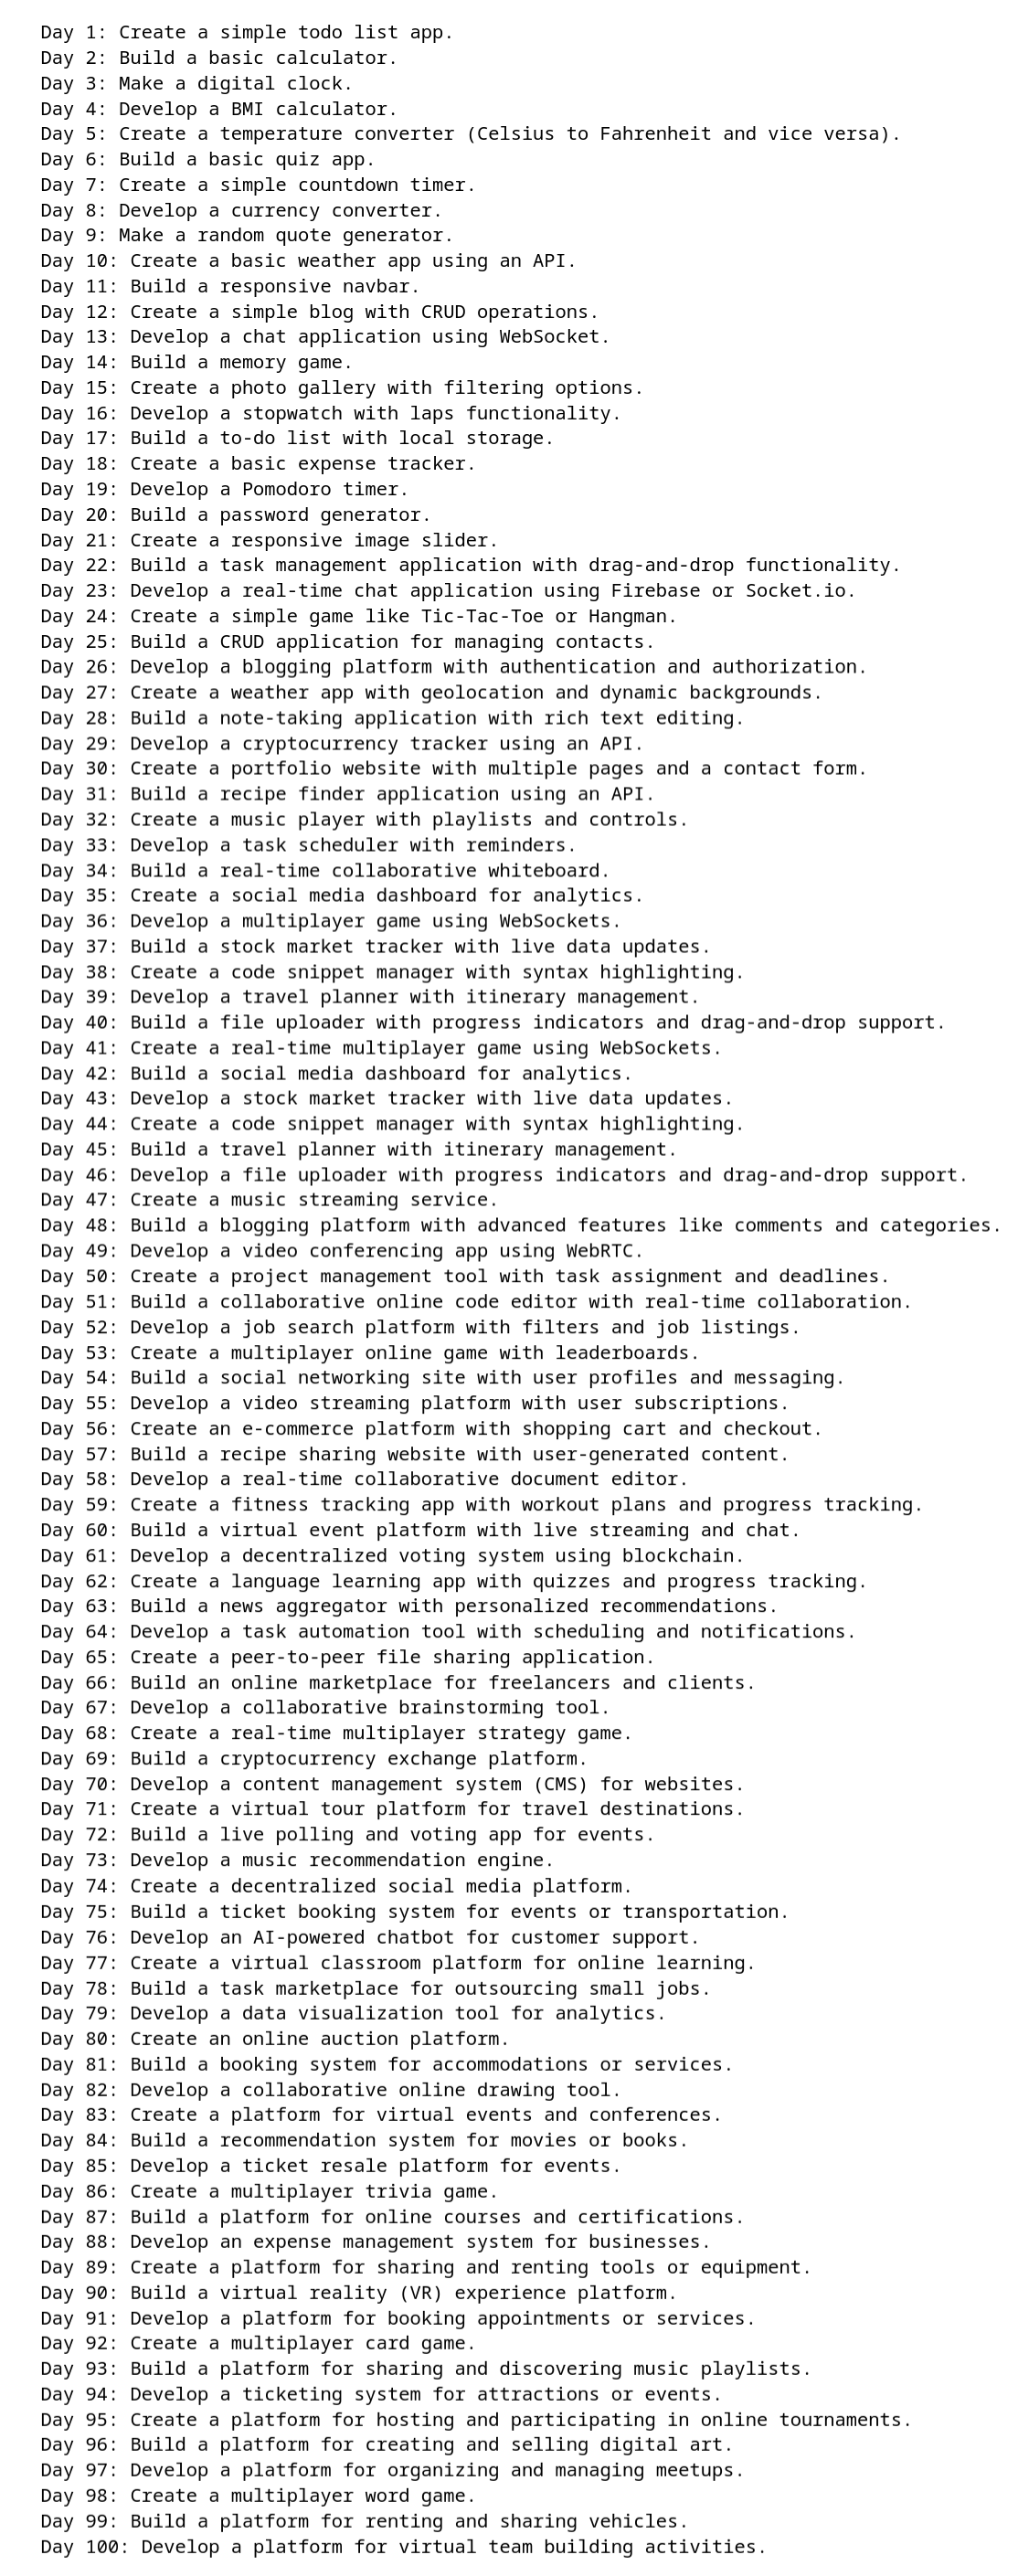 Day 1: Create a simple todo list app.
Day 2: Build a basic calculator.
Day 3: Make a digital clock.
Day 4: Develop a BMI calculator.
Day 5: Create a temperature converter (Celsius to Fahrenheit and vice versa).
Day 6: Build a basic quiz app.
Day 7: Create a simple countdown timer.
Day 8: Develop a currency converter.
Day 9: Make a random quote generator.
Day 10: Create a basic weather app using an API.
Day 11: Build a responsive navbar.
Day 12: Create a simple blog with CRUD operations.
Day 13: Develop a chat application using WebSocket.
Day 14: Build a memory game.
Day 15: Create a photo gallery with filtering options.
Day 16: Develop a stopwatch with laps functionality.
Day 17: Build a to-do list with local storage.
Day 18: Create a basic expense tracker.
Day 19: Develop a Pomodoro timer.
Day 20: Build a password generator.
Day 21: Create a responsive image slider.
Day 22: Build a task management application with drag-and-drop functionality.
Day 23: Develop a real-time chat application using Firebase or Socket.io.
Day 24: Create a simple game like Tic-Tac-Toe or Hangman.
Day 25: Build a CRUD application for managing contacts.
Day 26: Develop a blogging platform with authentication and authorization.
Day 27: Create a weather app with geolocation and dynamic backgrounds.
Day 28: Build a note-taking application with rich text editing.
Day 29: Develop a cryptocurrency tracker using an API.
Day 30: Create a portfolio website with multiple pages and a contact form.
Day 31: Build a recipe finder application using an API.
Day 32: Create a music player with playlists and controls.
Day 33: Develop a task scheduler with reminders.
Day 34: Build a real-time collaborative whiteboard.
Day 35: Create a social media dashboard for analytics.
Day 36: Develop a multiplayer game using WebSockets.
Day 37: Build a stock market tracker with live data updates.
Day 38: Create a code snippet manager with syntax highlighting.
Day 39: Develop a travel planner with itinerary management.
Day 40: Build a file uploader with progress indicators and drag-and-drop support.
Day 41: Create a real-time multiplayer game using WebSockets.
Day 42: Build a social media dashboard for analytics.
Day 43: Develop a stock market tracker with live data updates.
Day 44: Create a code snippet manager with syntax highlighting.
Day 45: Build a travel planner with itinerary management.
Day 46: Develop a file uploader with progress indicators and drag-and-drop support.
Day 47: Create a music streaming service.
Day 48: Build a blogging platform with advanced features like comments and categories.
Day 49: Develop a video conferencing app using WebRTC.
Day 50: Create a project management tool with task assignment and deadlines.
Day 51: Build a collaborative online code editor with real-time collaboration.
Day 52: Develop a job search platform with filters and job listings.
Day 53: Create a multiplayer online game with leaderboards.
Day 54: Build a social networking site with user profiles and messaging.
Day 55: Develop a video streaming platform with user subscriptions.
Day 56: Create an e-commerce platform with shopping cart and checkout.
Day 57: Build a recipe sharing website with user-generated content.
Day 58: Develop a real-time collaborative document editor.
Day 59: Create a fitness tracking app with workout plans and progress tracking.
Day 60: Build a virtual event platform with live streaming and chat.
Day 61: Develop a decentralized voting system using blockchain.
Day 62: Create a language learning app with quizzes and progress tracking.
Day 63: Build a news aggregator with personalized recommendations.
Day 64: Develop a task automation tool with scheduling and notifications.
Day 65: Create a peer-to-peer file sharing application.
Day 66: Build an online marketplace for freelancers and clients.
Day 67: Develop a collaborative brainstorming tool.
Day 68: Create a real-time multiplayer strategy game.
Day 69: Build a cryptocurrency exchange platform.
Day 70: Develop a content management system (CMS) for websites.
Day 71: Create a virtual tour platform for travel destinations.
Day 72: Build a live polling and voting app for events.
Day 73: Develop a music recommendation engine.
Day 74: Create a decentralized social media platform.
Day 75: Build a ticket booking system for events or transportation.
Day 76: Develop an AI-powered chatbot for customer support.
Day 77: Create a virtual classroom platform for online learning.
Day 78: Build a task marketplace for outsourcing small jobs.
Day 79: Develop a data visualization tool for analytics.
Day 80: Create an online auction platform.
Day 81: Build a booking system for accommodations or services.
Day 82: Develop a collaborative online drawing tool.
Day 83: Create a platform for virtual events and conferences.
Day 84: Build a recommendation system for movies or books.
Day 85: Develop a ticket resale platform for events.
Day 86: Create a multiplayer trivia game.
Day 87: Build a platform for online courses and certifications.
Day 88: Develop an expense management system for businesses.
Day 89: Create a platform for sharing and renting tools or equipment.
Day 90: Build a virtual reality (VR) experience platform.
Day 91: Develop a platform for booking appointments or services.
Day 92: Create a multiplayer card game.
Day 93: Build a platform for sharing and discovering music playlists.
Day 94: Develop a ticketing system for attractions or events.
Day 95: Create a platform for hosting and participating in online tournaments.
Day 96: Build a platform for creating and selling digital art.
Day 97: Develop a platform for organizing and managing meetups.
Day 98: Create a multiplayer word game.
Day 99: Build a platform for renting and sharing vehicles.
Day 100: Develop a platform for virtual team building activities.